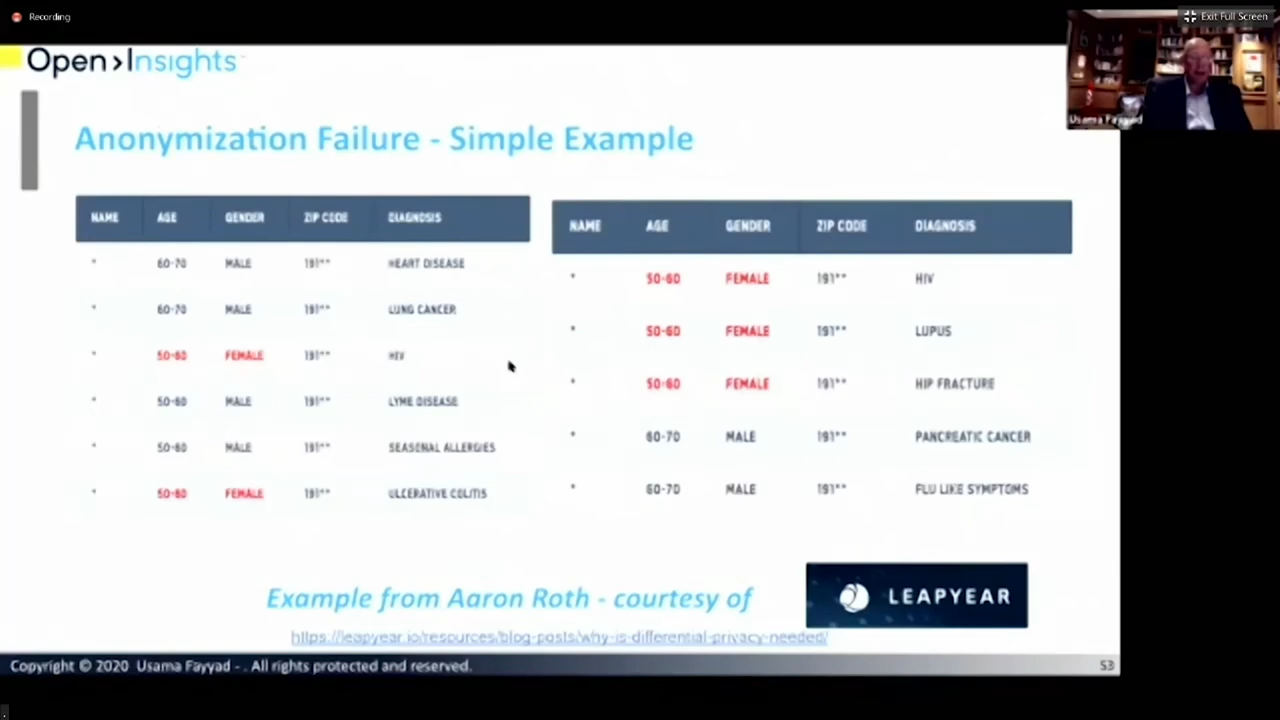 Recording
Exit Full Screen
Open>Insights
Usama Fayyad
Anonymization Failure - Simple Example
NAME AGE GENDER ZIP CODE DIAGNOSIS
* 60-70 MALE 191** HEART DISEASE
* 60-70 MALE 191** LUNG CANCER
* 50-60 FEMALE 191** HIV
* 50-60 MALE 191** LYME DISEASE
* 50-60 MALE 191** SEASONAL ALLERGIES
* 50-60 FEMALE 191** ULCERATIVE COLITIS
NAME AGE GENDER ZIP CODE DIAGNOSIS
* 50-60 FEMALE 191** HIV
* 50-60 FEMALE 191** LUPUS
* 50-60 FEMALE 191** HIP FRACTURE
* 60-70 MALE 191** PANCREATIC CANCER
* 60-70 MALE 191** FLU LIKE SYMPTOMS
Example from Aaron Roth - courtesy of
LEAPYEAR
https://leapyear.io/resources/blog-posts/why-is-differential-privacy-needed/
Copyright © 2020 Usama Fayyad - . All rights protected and reserved.
53